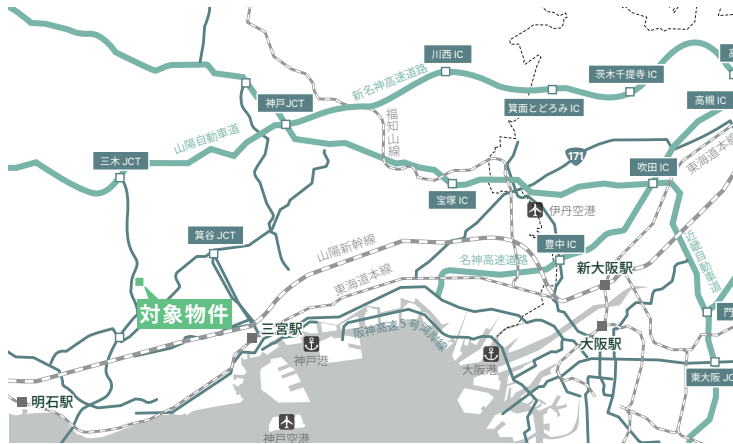 川西 IC
茨木千提寺 IC
新名神高速道路
神戸JCT
箕面とどろみ IC
高槻 IC
福知山線
171
山陽自動車道
東海道本線
三木 JCT
吹田 IC
宝塚 IC
伊丹空港
箕谷 JCT
豊中 IC
山陽新幹線
近畿自動車道
名神高速道路
新大阪駅
東海道本線
対象物件
三宮駅
阪神高速5号湾岸線
大阪駅
神戸港
大阪港
東大阪 JC
明石駅
神戸空港